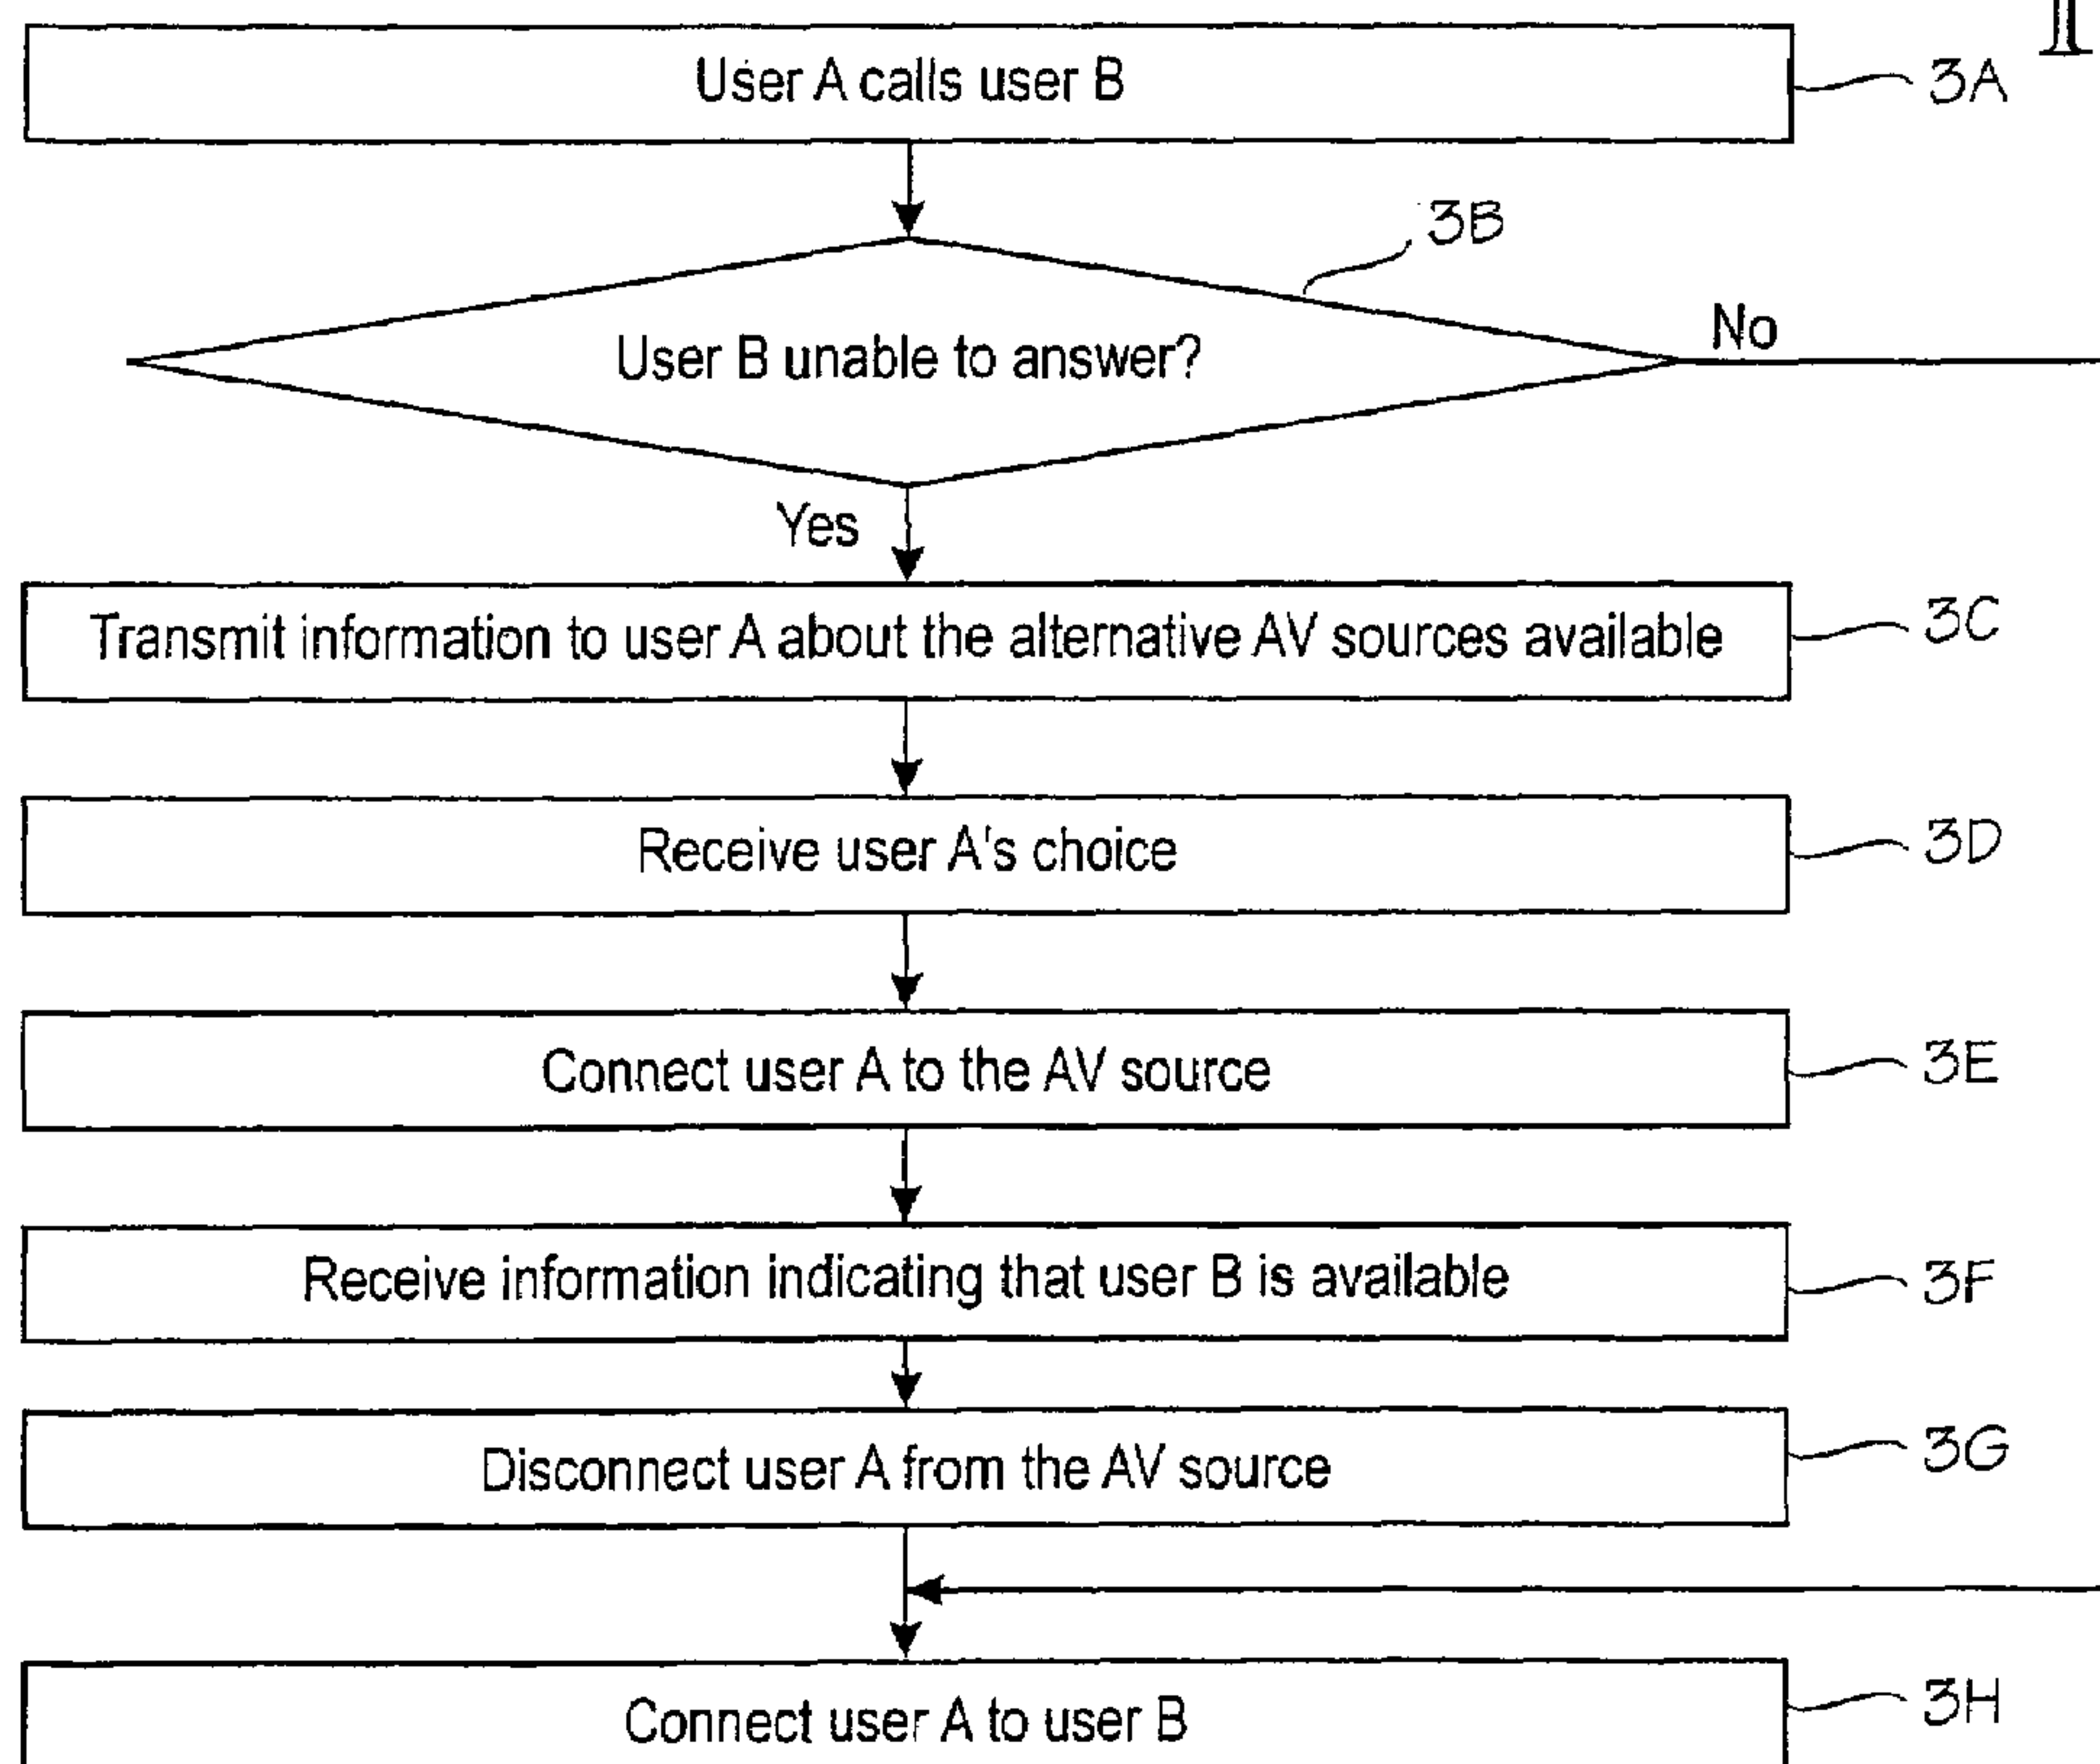 User A calls user B
3A
3B
User B unable to answer?
No
Yes
Transmit information to user A about the alternative AV sources available
3C
Receive user A's choice
3D
Connect user A to the AV source
3E
Receive information indicating that user B is available
3F
Disconnect user A from the AV source
3G
Connect user A to user B
3H